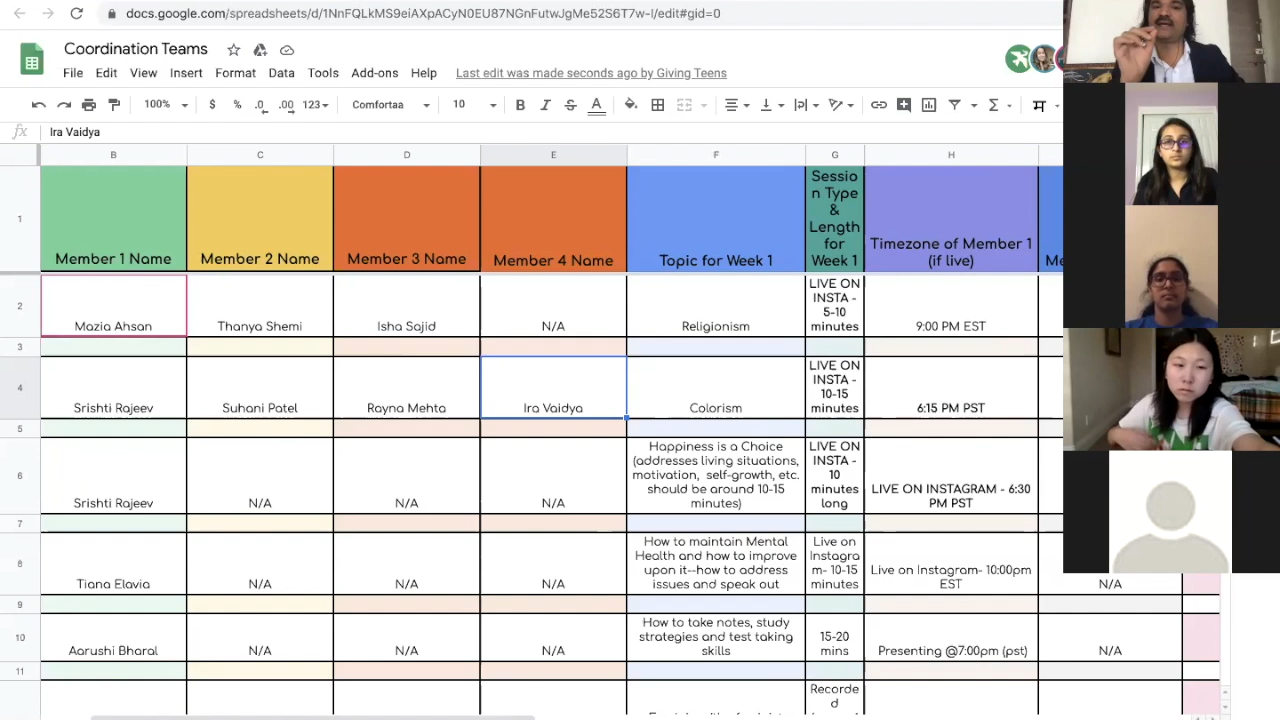 docs.google.com/spreadsheets/d/1NnFQLkMS9eiAXpACyN0EU87NGnFutwJgMe52S6T7w-I/edit#gid=0
Coordination Teams
File Edit View Insert Format Data Tools Add-ons Help Last edit was made seconds ago by Giving Teens
100% $ % .0 .00 123 Comfortaa 10 B I S A
fx Ira Vaidya
B C D E F G H
1
Member 1 Name
Member 2 Name
Member 3 Name
Member 4 Name
Topic for Week 1
Sessio
n Type
&
Length
for
Week 1
Timezone of Member 1
(if live)
2
Mazia Ahsan
Thanya Shemi
Isha Sajid
N/A
Religionism
LIVE ON
INSTA -
5-10
minutes
9:00 PM EST
3
4
Srishti Rajeev
Suhani Patel
Rayna Mehta
Ira Vaidya
Colorism
LIVE ON
INSTA -
10-15
minutes
6:15 PM PST
5
6
Srishti Rajeev
N/A
N/A
N/A
Happiness is a Choice
(addresses living situations,
motivation, self-growth, etc.
should be around 10-15
minutes)
LIVE ON
INSTA -
10
minutes
long
LIVE ON INSTAGRAM - 6:30
PM PST
7
8
Tiana Elavia
N/A
N/A
N/A
How to maintain Mental
Health and how to improve
upon it--how to address
issues and speak out
Live on
Instagra
m- 10-15
minutes
Live on Instagram- 10:00pm
EST
N/A
9
10
Aarushi Bharal
N/A
N/A
N/A
How to take notes, study
strategies and test taking
skills
15-20
mins
Presenting @7:00pm (pst)
N/A
11
Recorde
d